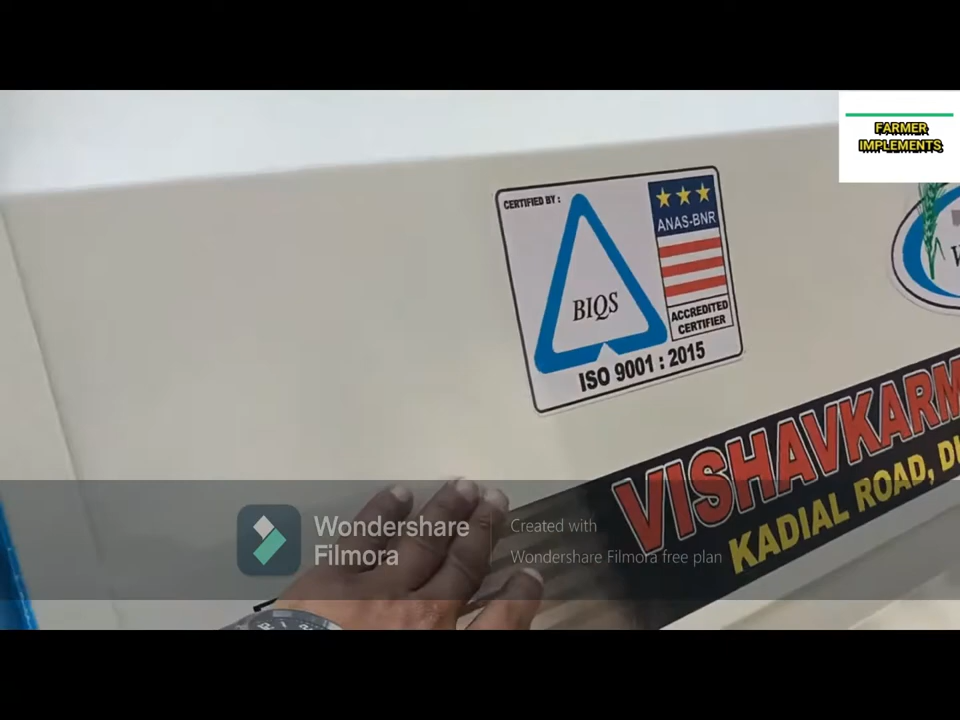 FARMER
IMPLEMENTS
CERTIFIED BY :
ANAS-BNR
BIQS
ACCREDITED
CERTIFIER
ISO 9001 : 2015
KADIAL ROAD,
Wondershare
Filmora
Created with
Wondershare Filmora free plan